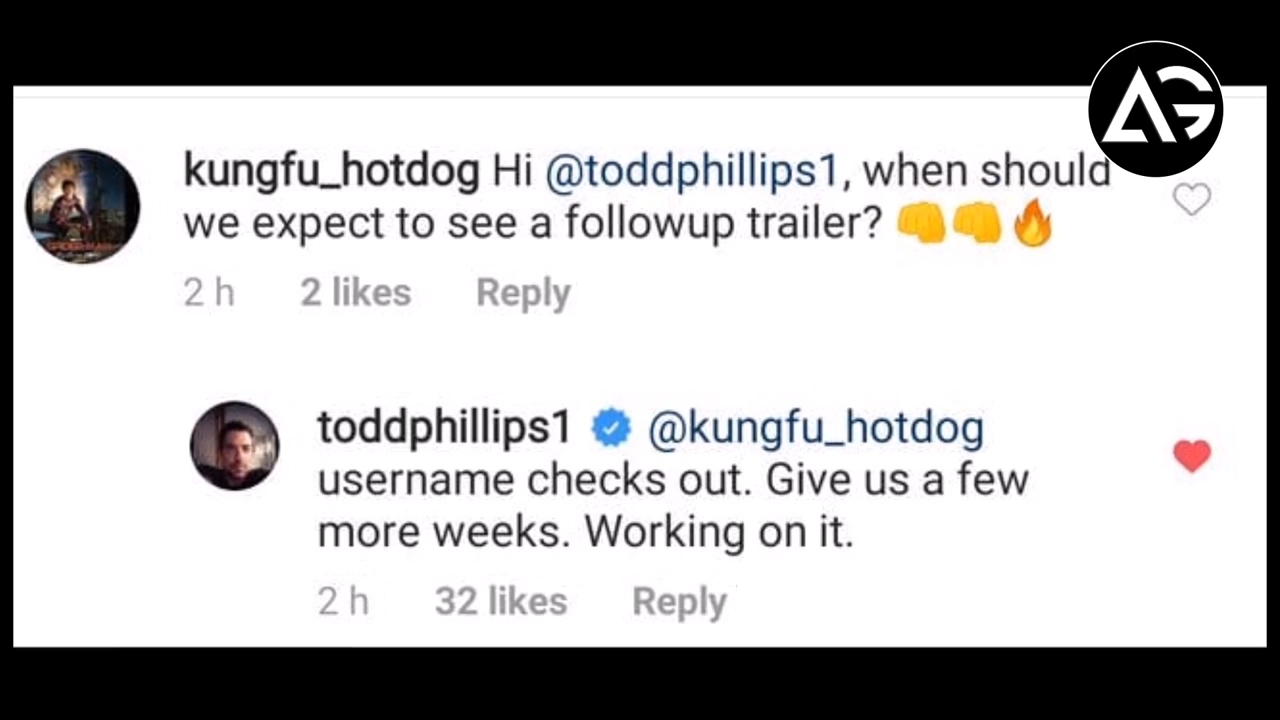 AG
kungfu_hotdog Hi @toddphillips1, when should
we expect to see a followup trailer? 👊👊🔥
2 h 2 likes Reply
toddphillips1 @kungfu_hotdog
username checks out. Give us a few
more weeks. Working on it.
2 h 32 likes Reply